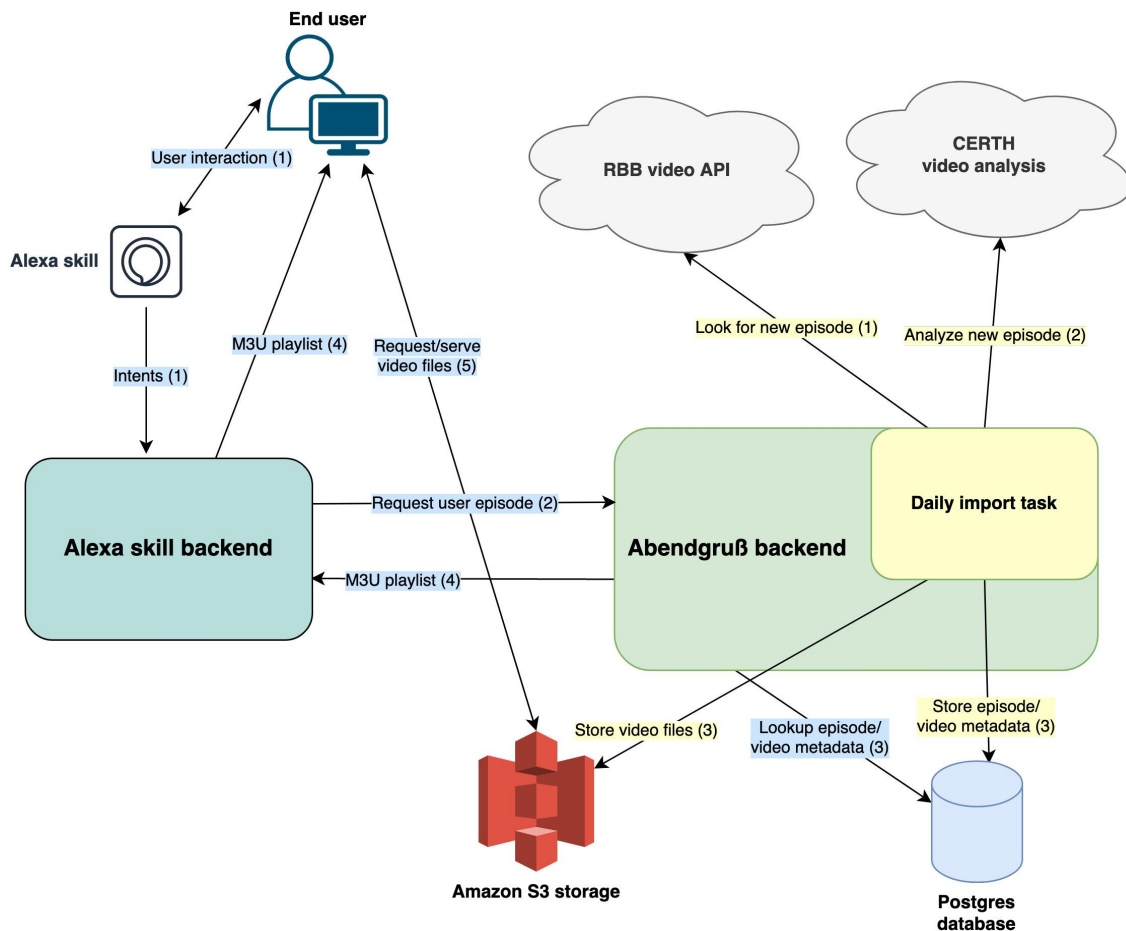 End user
User interaction (1)
RBB video API
CERTH
video analysis
Alexa skill
Look for new episode (1)
Analyze new episode (2)
M3U playlist (4)
Request/serve
video files (5)
Intents (1)
Request user episode (2)
Daily import task
Alexa skill backend
Abendgruß backend
M3U playlist (4)
Store video files (3)
Lookup episode/
video metadata (3)
Store episode/
video metadata (3)
Amazon S3 storage
Postgres
database